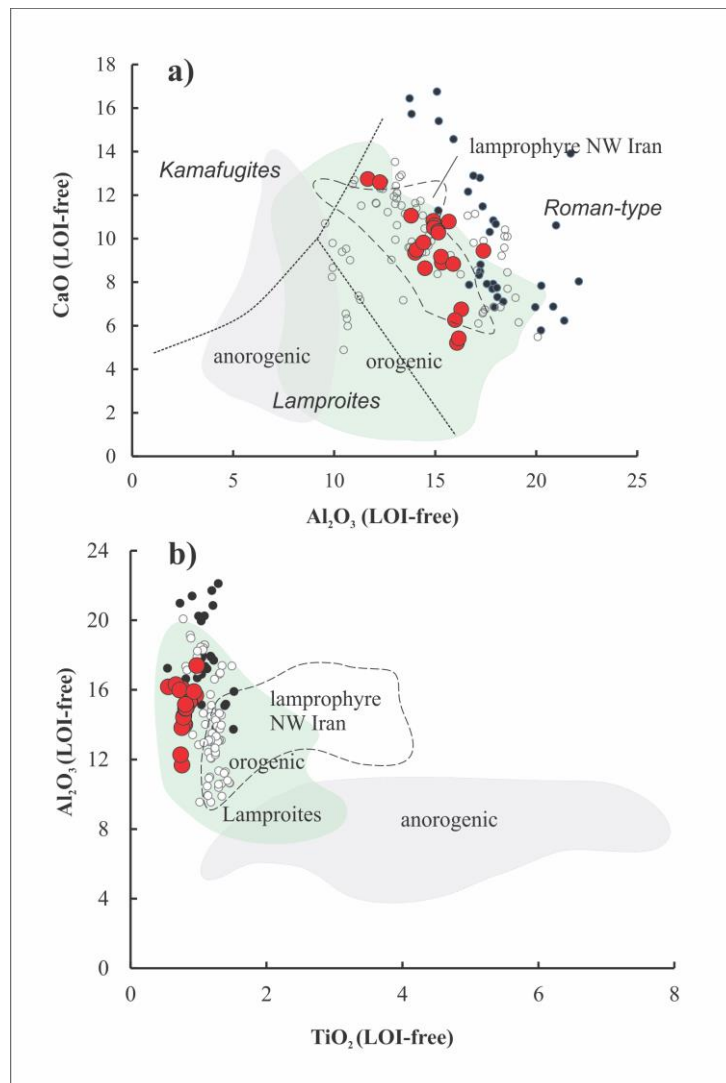 a)
18
16
14
12
10
8
6
4
2
0
CaO (LOI-free)
Kamafugites
lamprophyre NW Iran
Roman-type
anorogenic
orogenic
Lamproites
0 5 10 15 20 25
Al₂O₃ (LOI-free)
b)
24
20
16
12
8
4
0
Al₂O₃ (LOI-free)
lamprophyre
NW Iran
orogenic
Lamproites
anorogenic
0 2 4 6 8
TiO₂ (LOI-free)